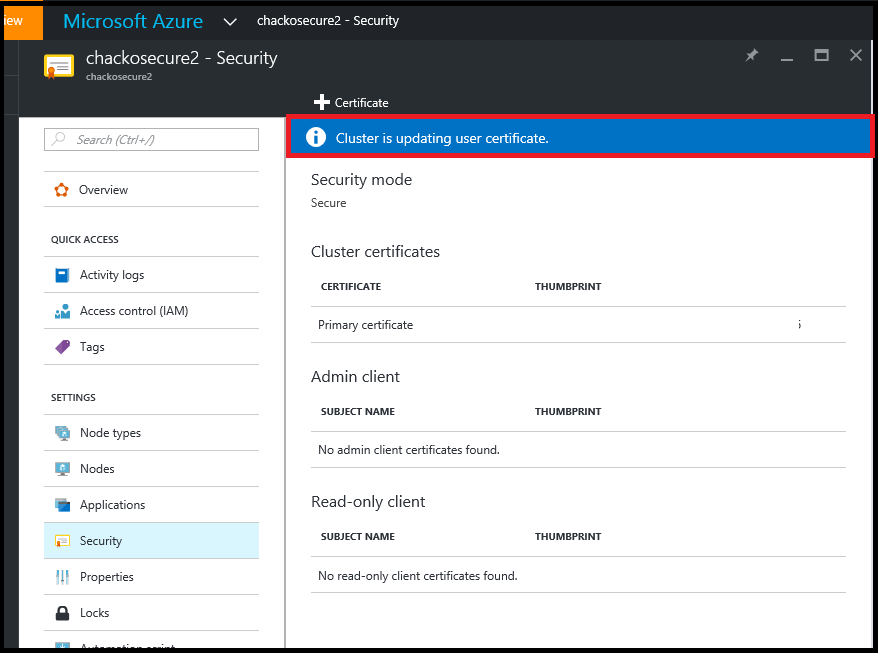 iew Microsoft Azure chackosecure2 - Security
chackosecure2 - Security
chackosecure2
Certificate
Search (Ctrl+/)
Cluster is updating user certificate.
Overview
QUICK ACCESS
Activity logs
Access control (IAM)
Tags
SETTINGS
Node types
Nodes
Applications
Security
Properties
Locks
Automation script
Security mode
Secure
Cluster certificates
CERTIFICATE THUMBPRINT
Primary certificate
Admin client
SUBJECT NAME THUMBPRINT
No admin client certificates found.
Read-only client
SUBJECT NAME THUMBPRINT
No read-only client certificates found.